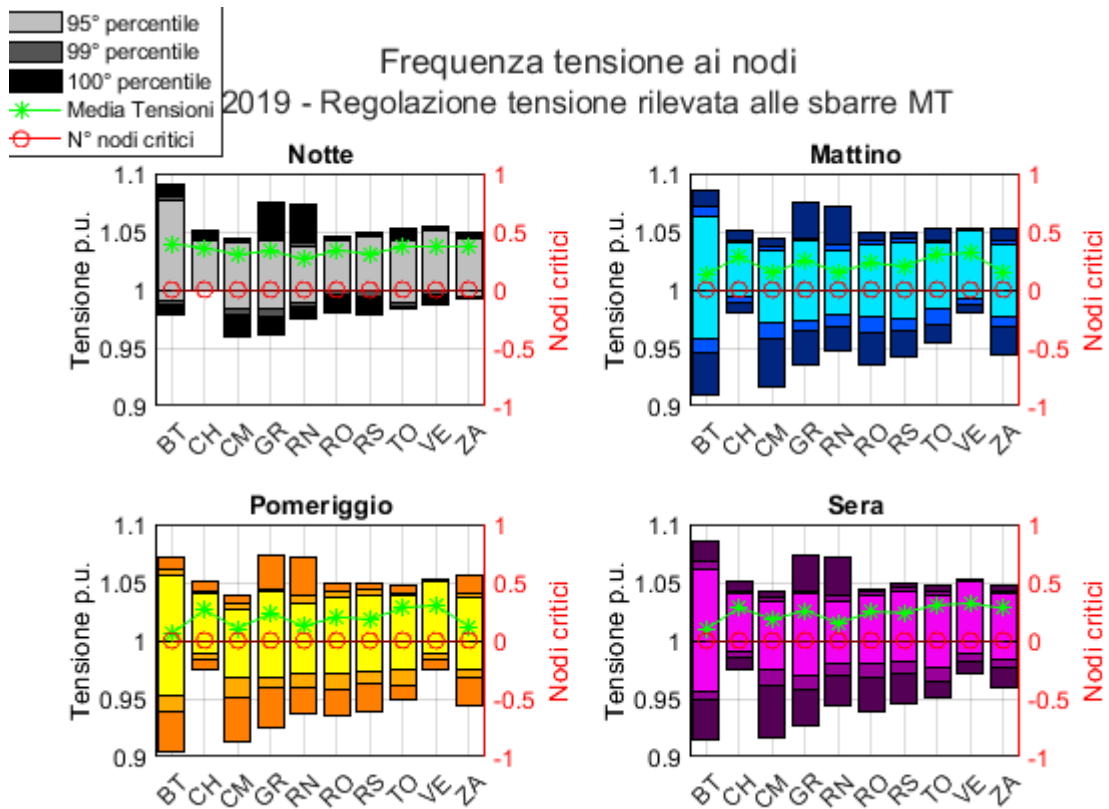 95° percentile
99° percentile
100° percentile
Media Tensioni
N° nodi critici
Frequenza tensione ai nodi
2019 - Regolazione tensione rilevata alle sbarre MT
Notte
Tensione p.u.
1.1
1.05
1
0.95
0.9
BT CH CM GR RN RO RS TO VE ZA
1
0.5
0
-0.5
-1
Nodi critici
Mattino
Tensione p.u.
1.1
1.05
1
0.95
0.9
BT CH CM GR RN RO RS TO VE ZA
1
0.5
0
-0.5
-1
Nodi critici
Pomeriggio
Tensione p.u.
1.1
1.05
1
0.95
0.9
BT CH CM GR RN RO RS TO VE ZA
1
0.5
0
-0.5
-1
Nodi critici
Sera
Tensione p.u.
1.1
1.05
1
0.95
0.9
BT CH CM GR RN RO RS TO VE ZA
1
0.5
0
-0.5
-1
Nodi critici